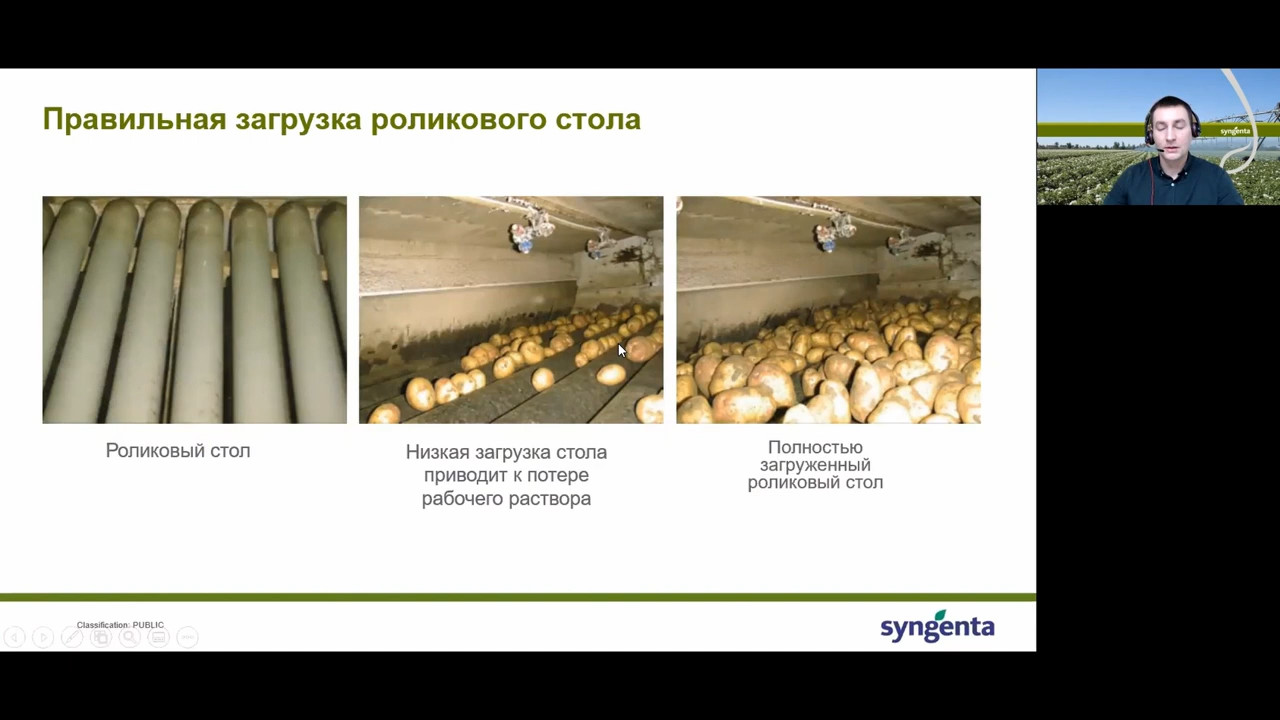 Правильная загрузка роликового стола
syngenta
Роликовый стол
Низкая загрузка стола
приводит к потере
рабочего раствора
Полностью
загруженный
роликовый стол
Classification: PUBLIC
syngenta